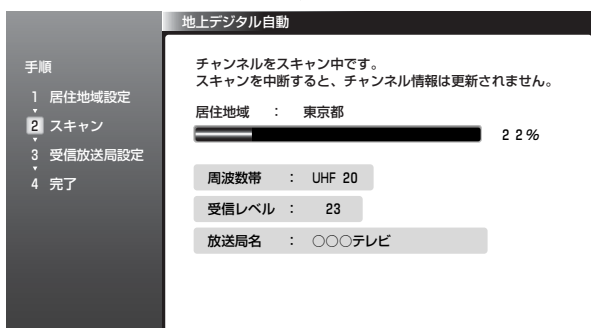 地上デジタル自動
手順
1 居住地域設定
2 スキャン
3 受信放送局設定
4 完了
チャンネルをスキャン中です。
スキャンを中断すると、チャンネル情報は更新されません。
居住地域 : 東京都
22%
周波数帯 : UHF 20
受信レベル : 23
放送局名 : ○○○テレビ